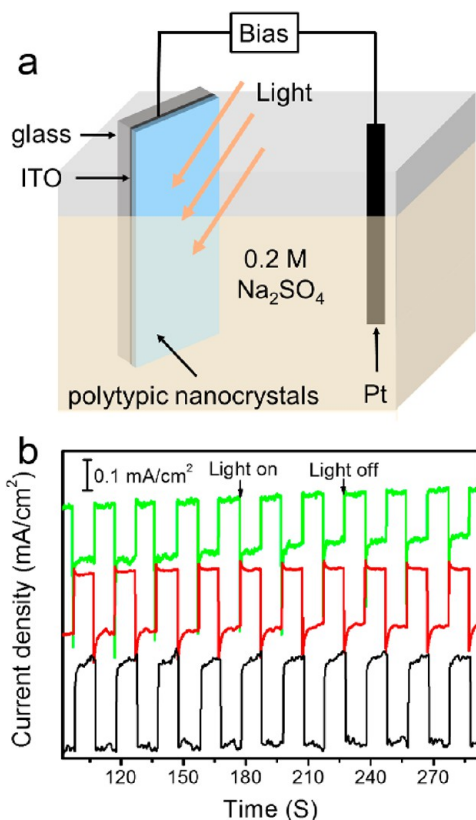 a
Bias
Light
glass
ITO
0.2 M
Na₂SO₄
polytypic nanocrystals
Pt
b
0.1 mA/cm²
Light on
Light off
Current density (mA/cm²)
120 150 180 210 240 270
Time (S)